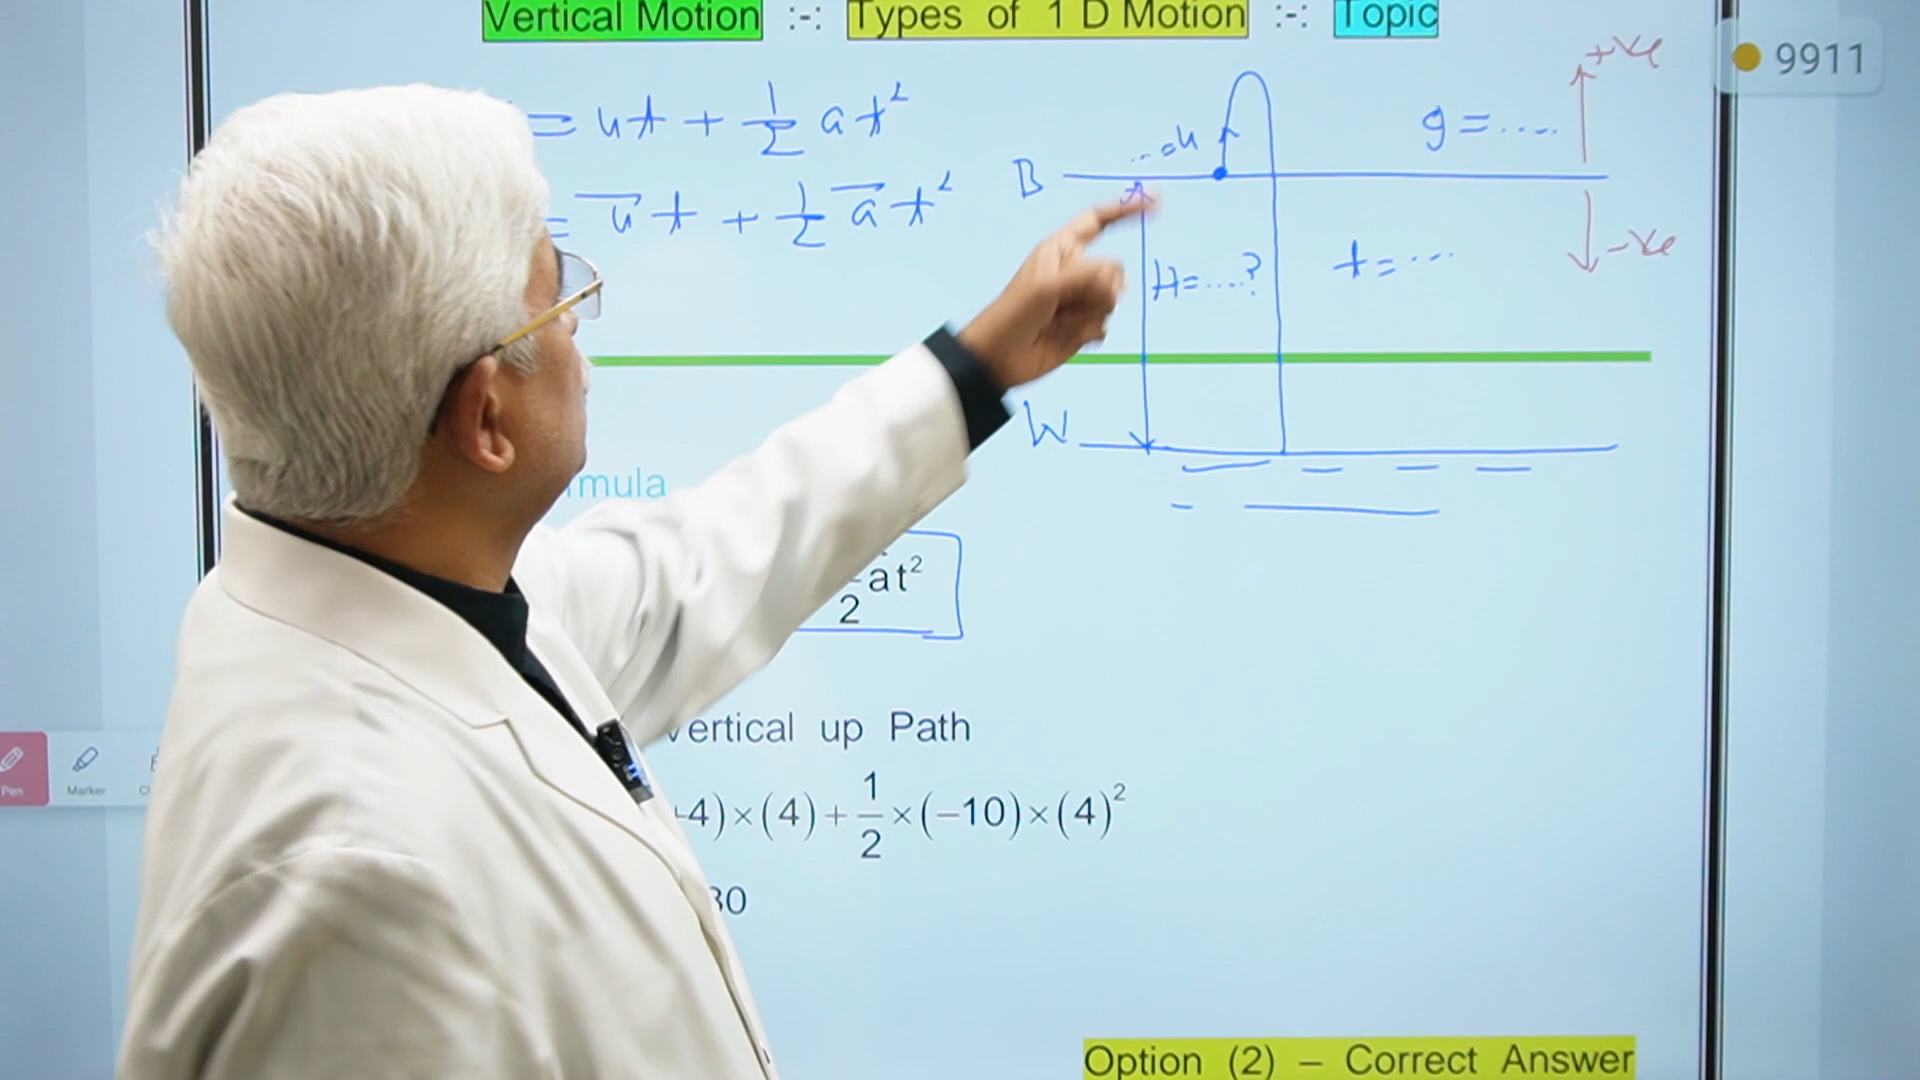 Vertical Motion :-: Types of 1 D Motion :-: Topic
9911
+ve
= ut + 1/2 at²
...=u
g = .....
B
= u⃗t + 1/2 a⃗t²
-ve
H = ....?
t = ...
W
at²
2
Vertical up Path
4)×(4)+1/2×(−10)×(4)²
30
Pen
Marker
Option (2) – Correct Answer